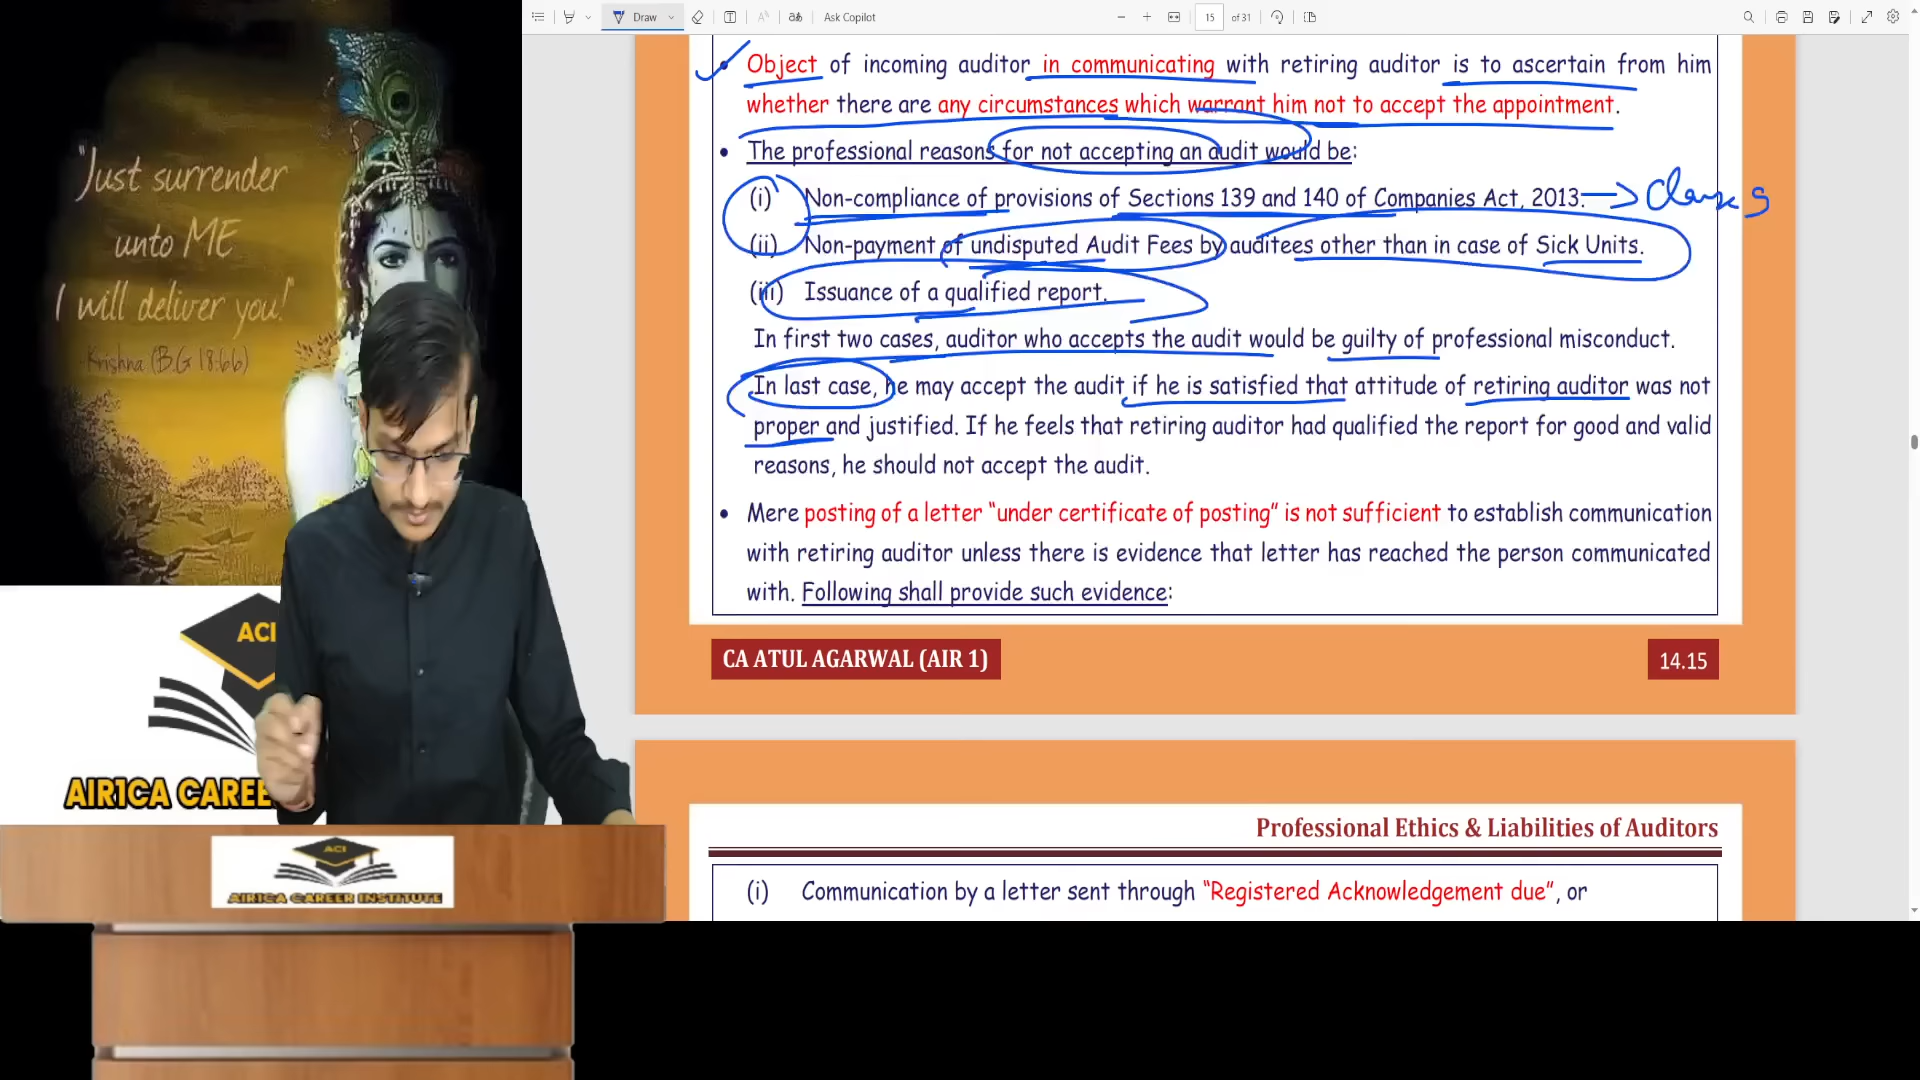 "Just surrender
unto ME
I will deliver you!"
-Krishna (B.G 18:66)
ACI
AIR1CA CAREE
ACI
AIR1CA CAREER INSTITUTE
Draw
Ask Copilot
15
of 31
• Object of incoming auditor in communicating with retiring auditor is to ascertain from him
whether there are any circumstances which warrant him not to accept the appointment.
• The professional reasons for not accepting an audit would be:
(i) Non-compliance of provisions of Sections 139 and 140 of Companies Act, 2013.
(ii) Non-payment of undisputed Audit Fees by auditees other than in case of Sick Units.
(iii) Issuance of a qualified report.
In first two cases, auditor who accepts the audit would be guilty of professional misconduct.
In last case, he may accept the audit if he is satisfied that attitude of retiring auditor was not
proper and justified. If he feels that retiring auditor had qualified the report for good and valid
reasons, he should not accept the audit.
• Mere posting of a letter “under certificate of posting” is not sufficient to establish communication
with retiring auditor unless there is evidence that letter has reached the person communicated
with. Following shall provide such evidence:
CA ATUL AGARWAL (AIR 1)
14.15
Professional Ethics & Liabilities of Auditors
(i) Communication by a letter sent through “Registered Acknowledgement due”, or